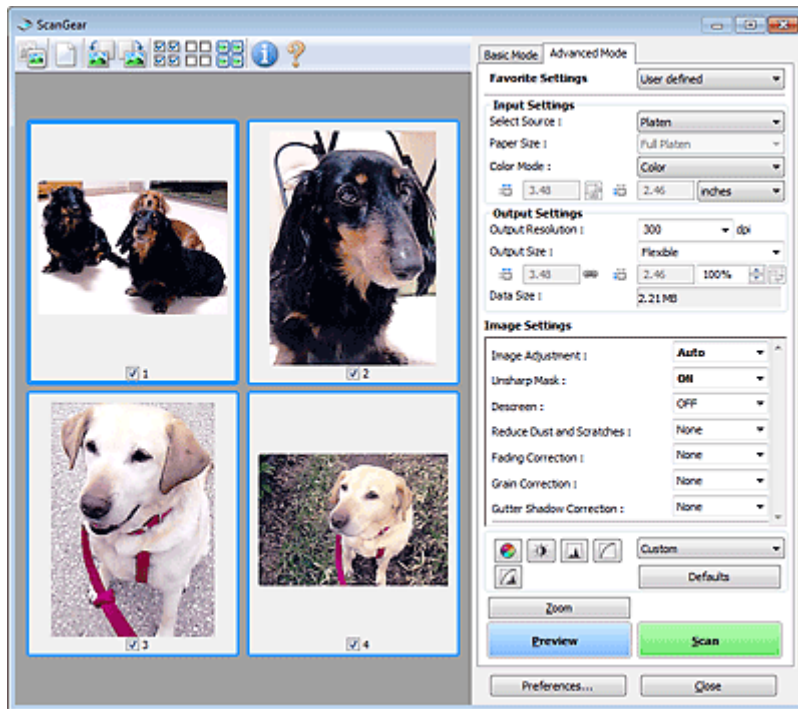 ScanGear
Basic Mode Advanced Mode
Favorite Settings User defined
Input Settings
Select Source : Platen
Paper Size : Full Platen
Color Mode : Color
3.48 2.46 inches
Output Settings
Output Resolution : 300 dpi
Output Size : Flexible
3.48 2.46 100%
Data Size : 2.21 MB
Image Settings
Image Adjustment : Auto
Unsharp Mask : ON
Descreen : OFF
Reduce Dust and Scratches : None
Fading Correction : None
Grain Correction : None
Gutter Shadow Correction : None
Custom
Defaults
Zoom
Preview Scan
Preferences... Close
1 2
3 4